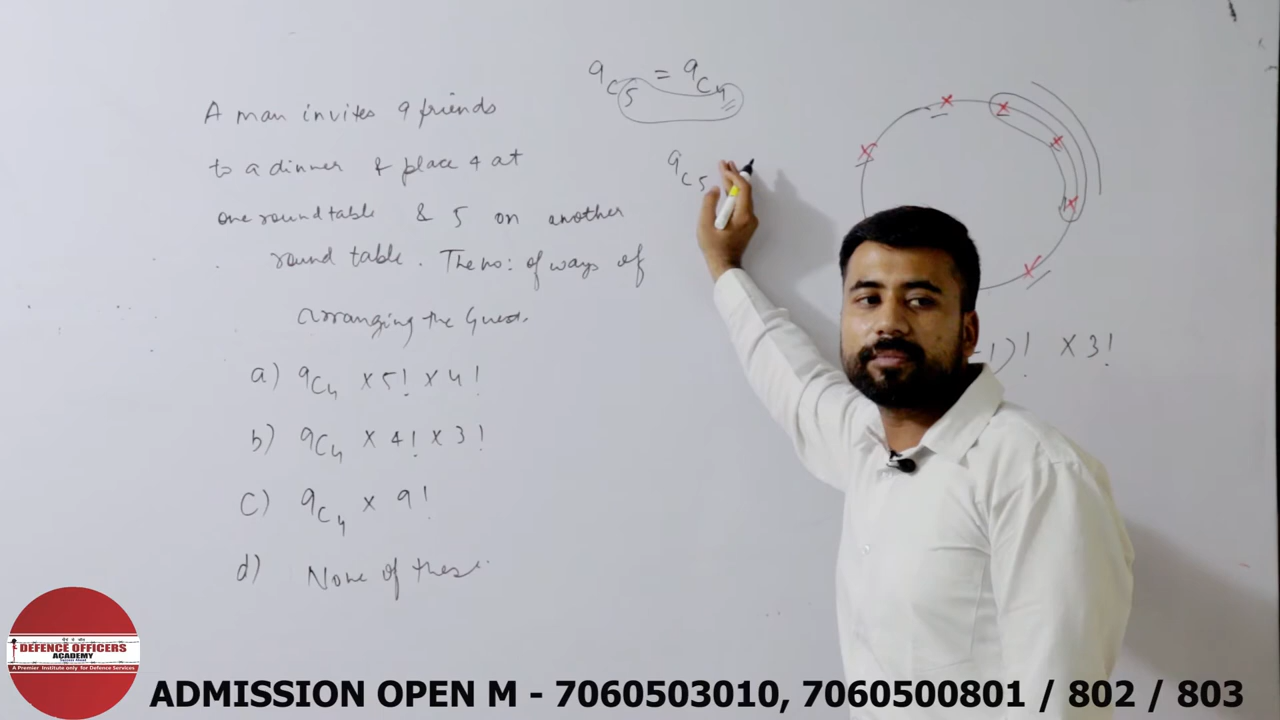 A man invites 9 friends
to a dinner & place 4 at
one round table & 5 on another
round table. The no: of ways of
arranging the Guest.
a) 9C4 x 5! x 4!
b) 9C4 x 4! x 3!
c) 9C4 x 9!
d) None of these.
9C5 = 9C4
9C5
-1)! x 3!
DEFENCE OFFICERS
ACADEMY
A Premier Institute only for Defence Services
ADMISSION OPEN M - 7060503010, 7060500801 / 802 / 803